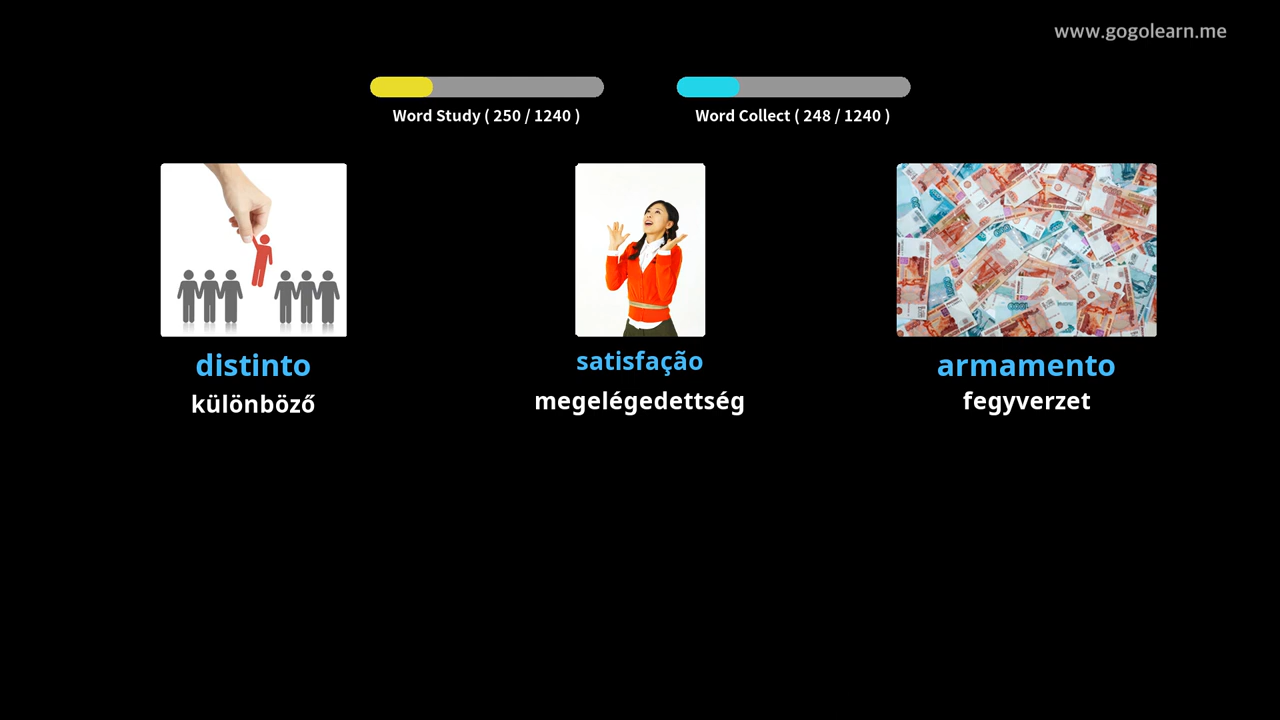 www.gogolearn.me
Word Study ( 250 / 1240 )
Word Collect ( 248 / 1240 )
distinto
különböző
satisfação
megelégedettség
armamento
fegyverzet